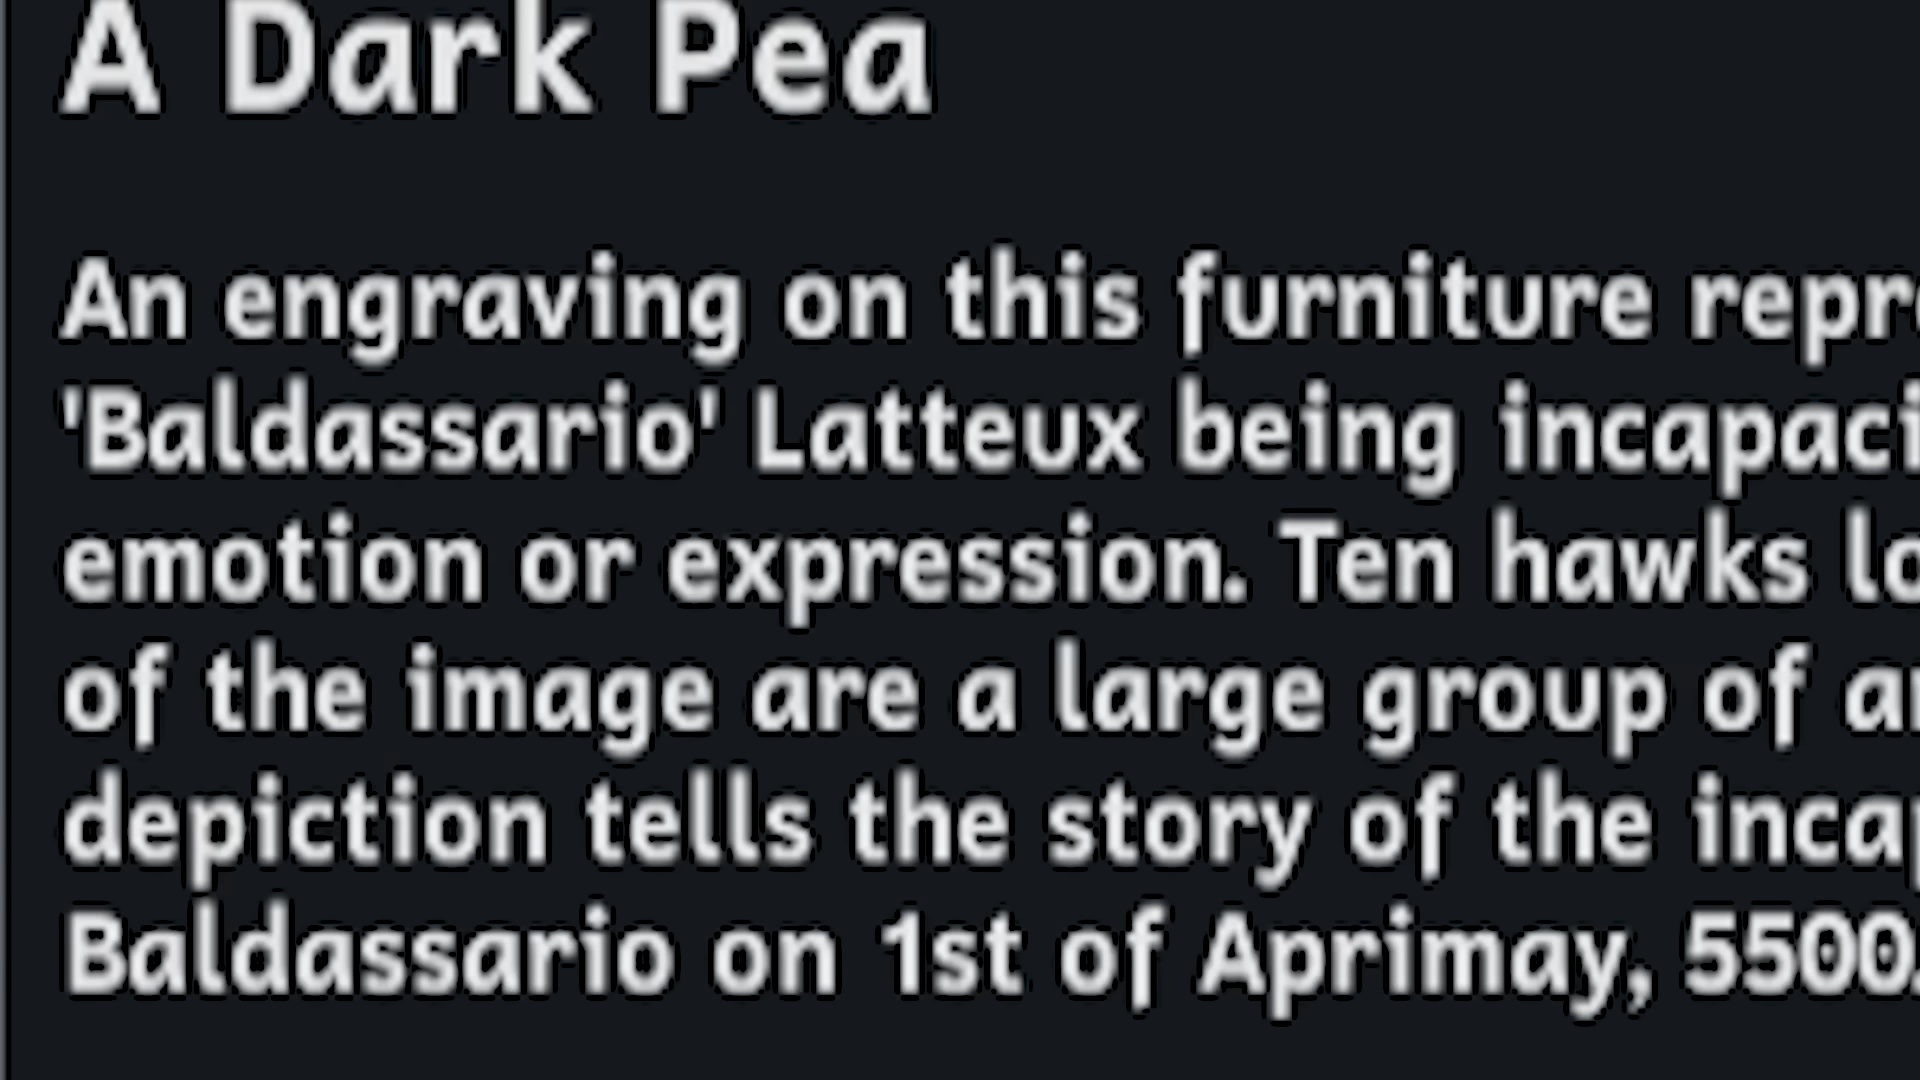 A Dark Pea
An engraving on this furniture repr
'Baldassario' Latteux being incapaci
emotion or expression. Ten hawks lo
of the image are a large group of
depiction tells the story of the incap
Baldassario on 1st of Aprimay, 5500.